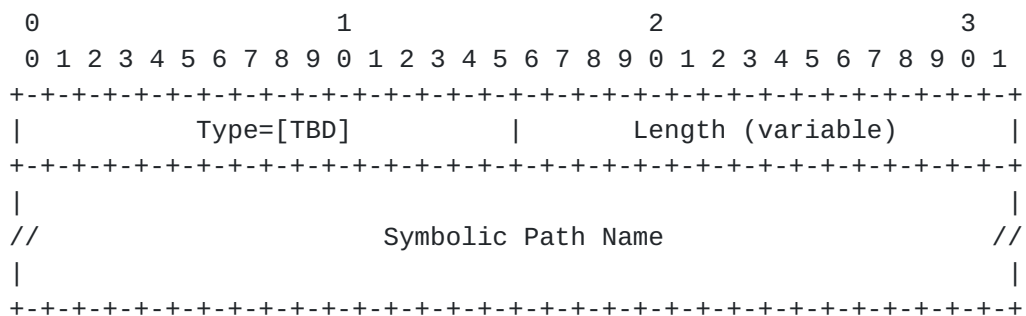 0                   1                   2                   3
 0 1 2 3 4 5 6 7 8 9 0 1 2 3 4 5 6 7 8 9 0 1 2 3 4 5 6 7 8 9 0 1
+-+-+-+-+-+-+-+-+-+-+-+-+-+-+-+-+-+-+-+-+-+-+-+-+-+-+-+-+-+-+-+-+
|           Type=[TBD]          |       Length (variable)       |
+-+-+-+-+-+-+-+-+-+-+-+-+-+-+-+-+-+-+-+-+-+-+-+-+-+-+-+-+-+-+-+-+
|                                                               |
//                      Symbolic Path Name                     //
|                                                               |
+-+-+-+-+-+-+-+-+-+-+-+-+-+-+-+-+-+-+-+-+-+-+-+-+-+-+-+-+-+-+-+-+